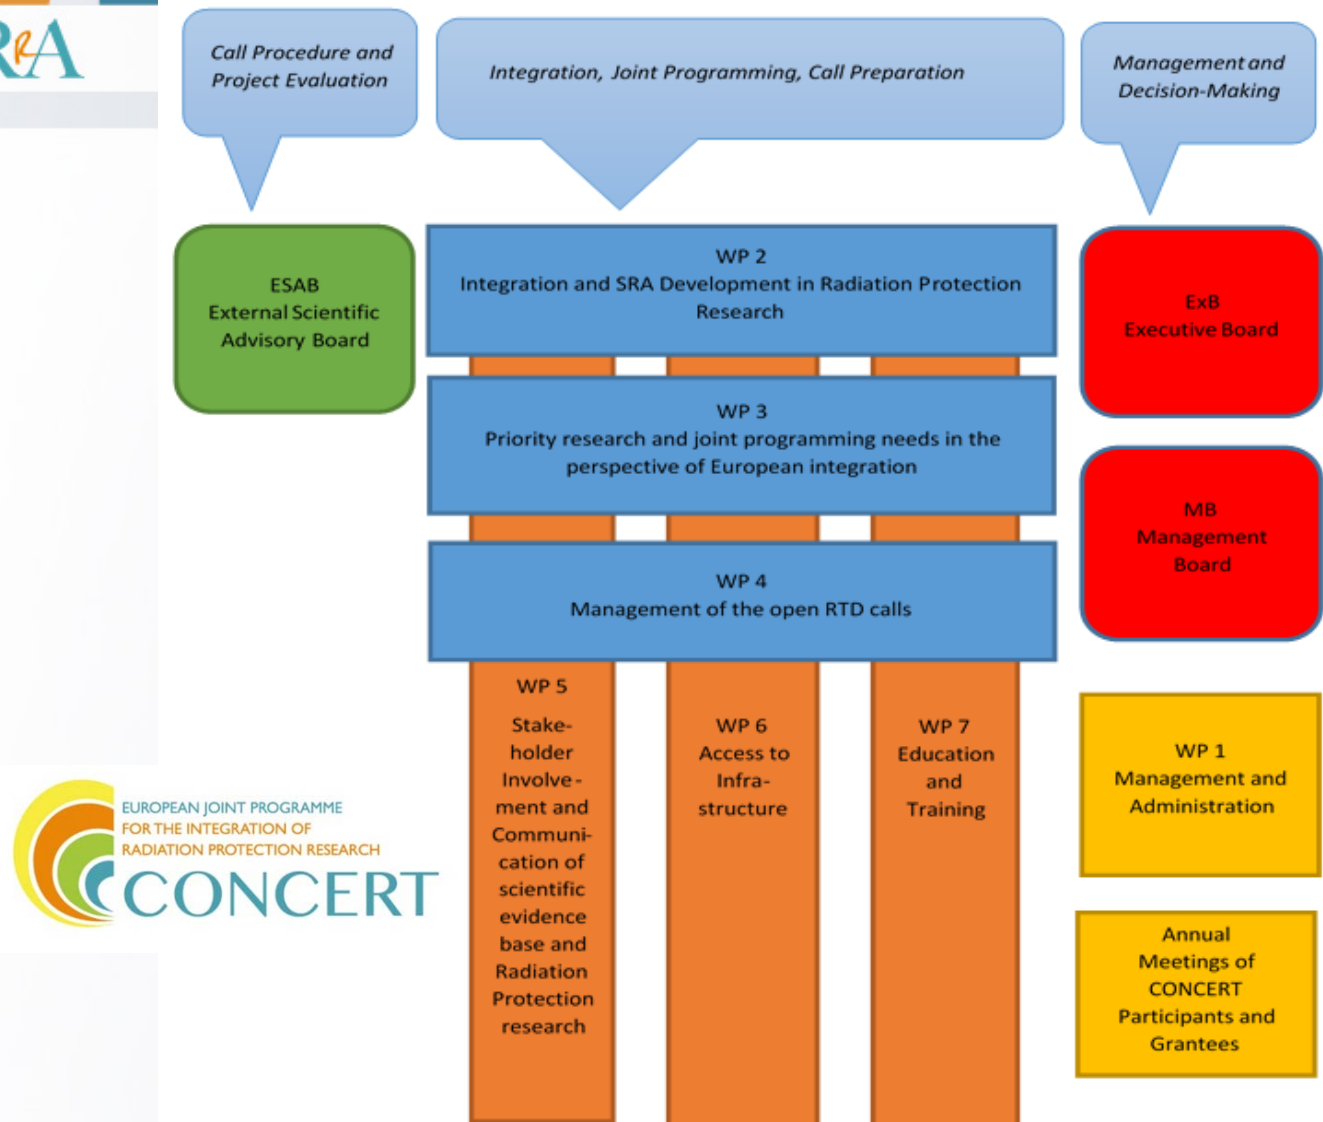 Call Procedure and
Project Evaluation
Integration, Joint Programming, Call Preparation
Management and
Decision-Making
ESAB
External Scientific
Advisory Board
WP 2
Integration and SRA Development in Radiation Protection
Research
ExB
Executive Board
WP 3
Priority research and joint programming needs in the
perspective of European integration
MB
Management
Board
WP 4
Management of the open RTD calls
WP 5
Stake-
holder
Involve-
ment and
Communi-
cation of
scientific
evidence
base and
Radiation
Protection
research
WP 6
Access to
Infra-
structure
WP 7
Education
and
Training
WP 1
Management and
Administration
Annual
Meetings of
CONCERT
Participants and
Grantees
EUROPEAN JOINT PROGRAMME
FOR THE INTEGRATION OF
RADIATION PROTECTION RESEARCH
CONCERT